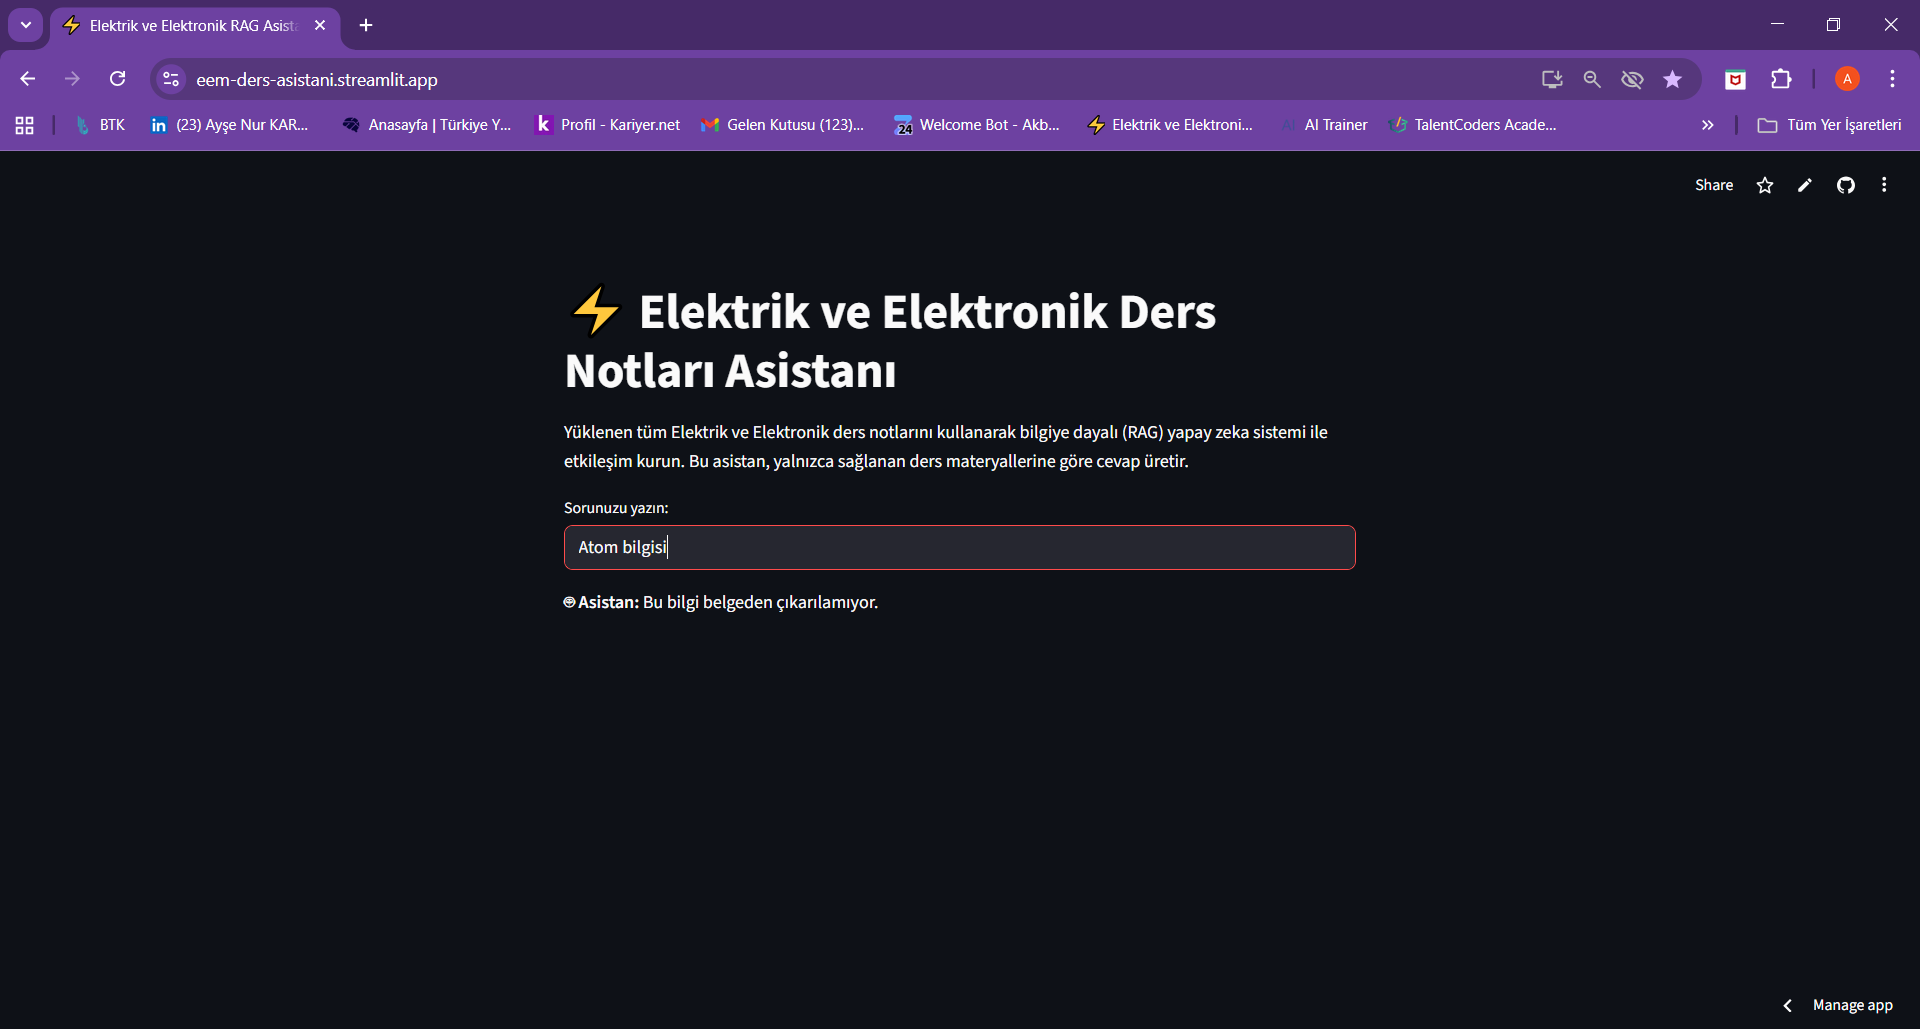 Elektrik ve Elektronik RAG Asista
eem-ders-asistani.streamlit.app
A
BTK
in (23) Ayşe Nur KAR...
Anasayfa | Türkiye Y...
k Profil - Kariyer.net
Gelen Kutusu (123)...
24 Welcome Bot - Akb...
Elektrik ve Elektroni...
AI AI Trainer
TalentCoders Acade...
Tüm Yer İşaretleri
Share
⚡ Elektrik ve Elektronik Ders
Notları Asistanı
Yüklenen tüm Elektrik ve Elektronik ders notlarını kullanarak bilgiye dayalı (RAG) yapay zeka sistemi ile
etkileşim kurun. Bu asistan, yalnızca sağlanan ders materyallerine göre cevap üretir.
Sorunuzu yazın:
Atom bilgisi
Asistan: Bu bilgi belgeden çıkarılamıyor.
Manage app